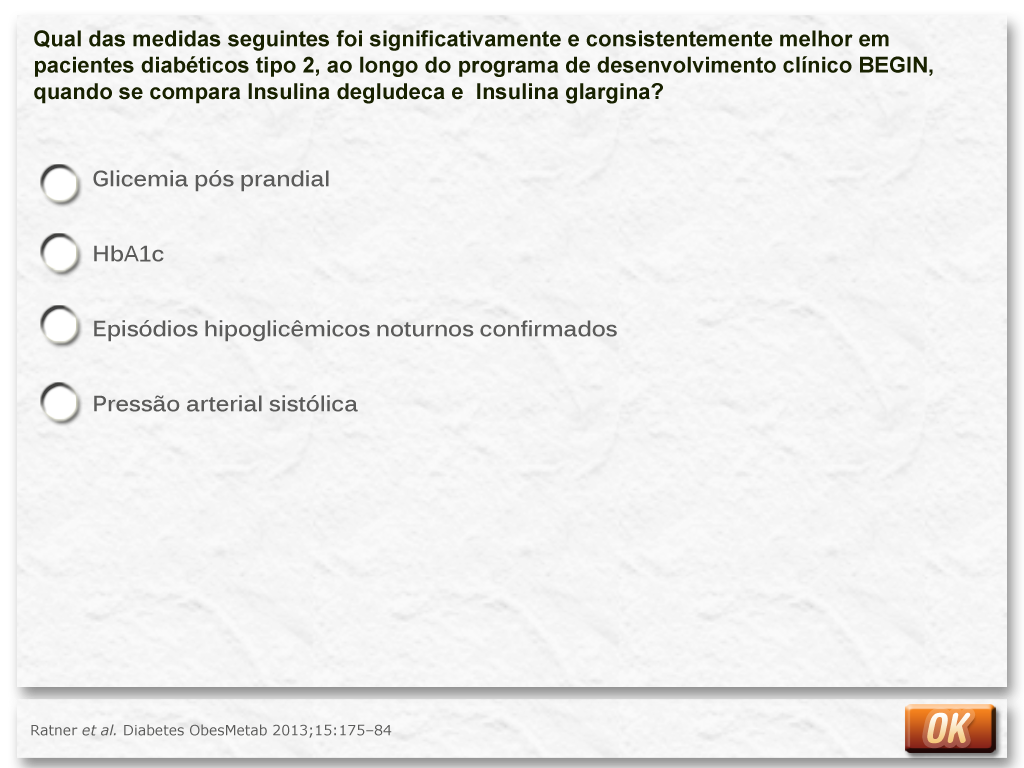 Qual das medidas seguintes foi significativamente e consistentemente melhor em
pacientes diabéticos tipo 2, ao longo do programa de desenvolvimento clínico BEGIN,
quando se compara Insulina degludeca e Insulina glargina?
Glicemia pós prandial
HbA1c
Episódios hipoglicêmicos noturnos confirmados
Pressão arterial sistólica
Ratner et al. Diabetes ObesMetab 2013;15:175–84
OK